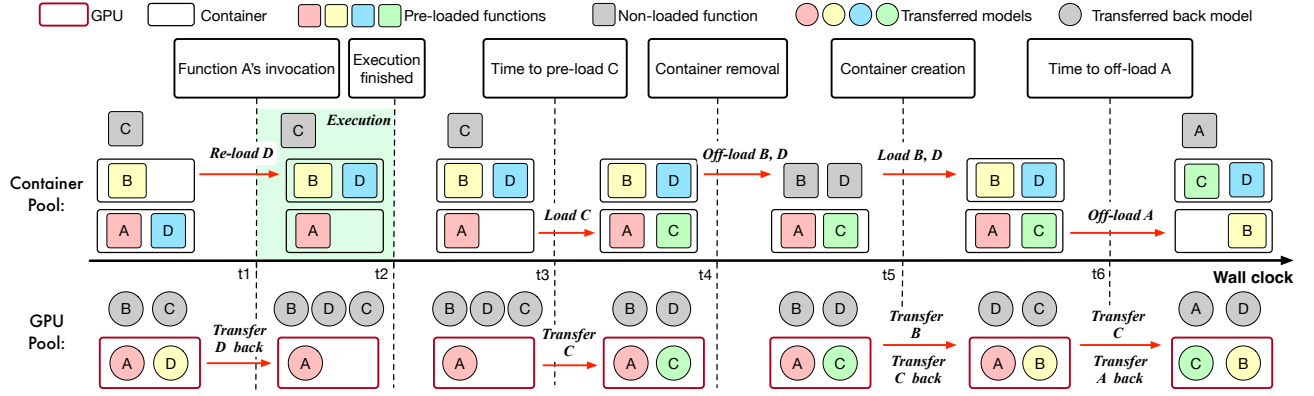 GPU Container Pre-loaded functions Non-loaded function Transferred models Transferred back model
Function A's invocation
Execution
finished
Time to pre-load C
Container removal
Container creation
Time to off-load A
Execution
C C C A
Re-load D
Off-load B, D
Load B, D
B B D B D B D B D B D C D
Container
Pool:
Load C
Off-load A
A D A A A C A C A C B
t1 t2 t3 t4 t5 t6
Wall clock
B C B D C B D C B D B D D C A D
GPU
Pool:
Transfer
D back
Transfer
C
Transfer
B
Transfer
C back
Transfer
C
Transfer
A back
A D A A A C A C A B C B